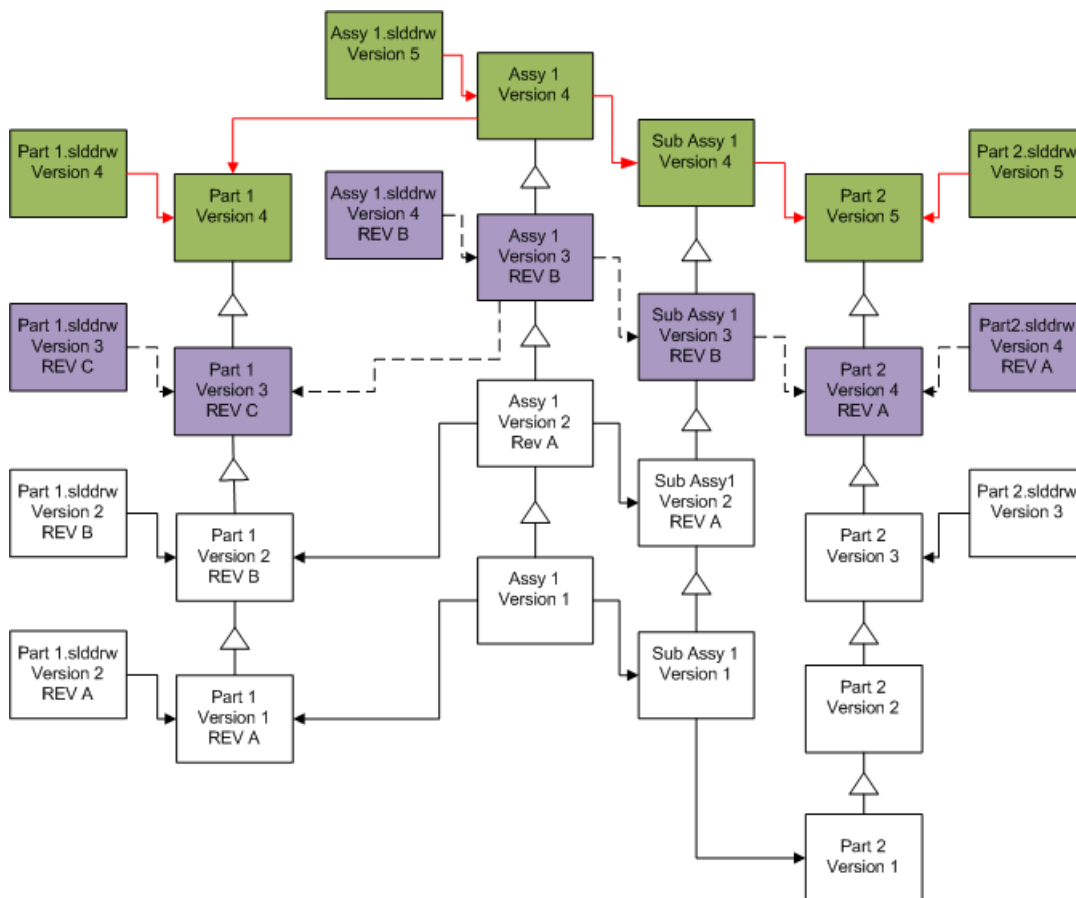 Assy 1.slddrw
Version 5
Assy 1
Version 4
Sub Assy 1
Version 4
Part 1.slddrw
Version 4
Part 2.slddrw
Version 5
Part 1
Version 4
Assy 1.slddrw
Version 4
REV B
Part 2
Version 5
Assy 1
Version 3
REV B
Part 1.slddrw
Version 3
REV C
Sub Assy 1
Version 3
REV B
Part2.slddrw
Version 4
REV A
Part 1
Version 3
REV C
Part 2
Version 4
REV A
Assy 1
Version 2
Rev A
Part 1.slddrw
Version 2
REV B
Sub Assy1
Version 2
REV A
Part 2.slddrw
Version 3
Part 1
Version 2
REV B
Part 2
Version 3
Assy 1
Version 1
Part 1.slddrw
Version 2
REV A
Sub Assy 1
Version 1
Part 1
Version 1
REV A
Part 2
Version 2
Part 2
Version 1